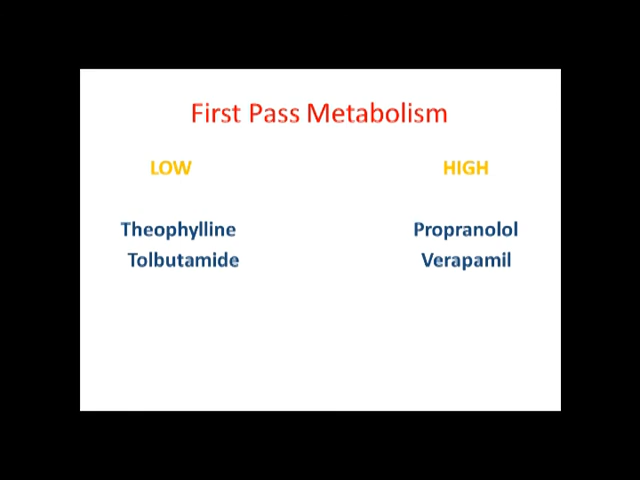 First Pass Metabolism
LOW HIGH
Theophylline Propranolol
Tolbutamide Verapamil